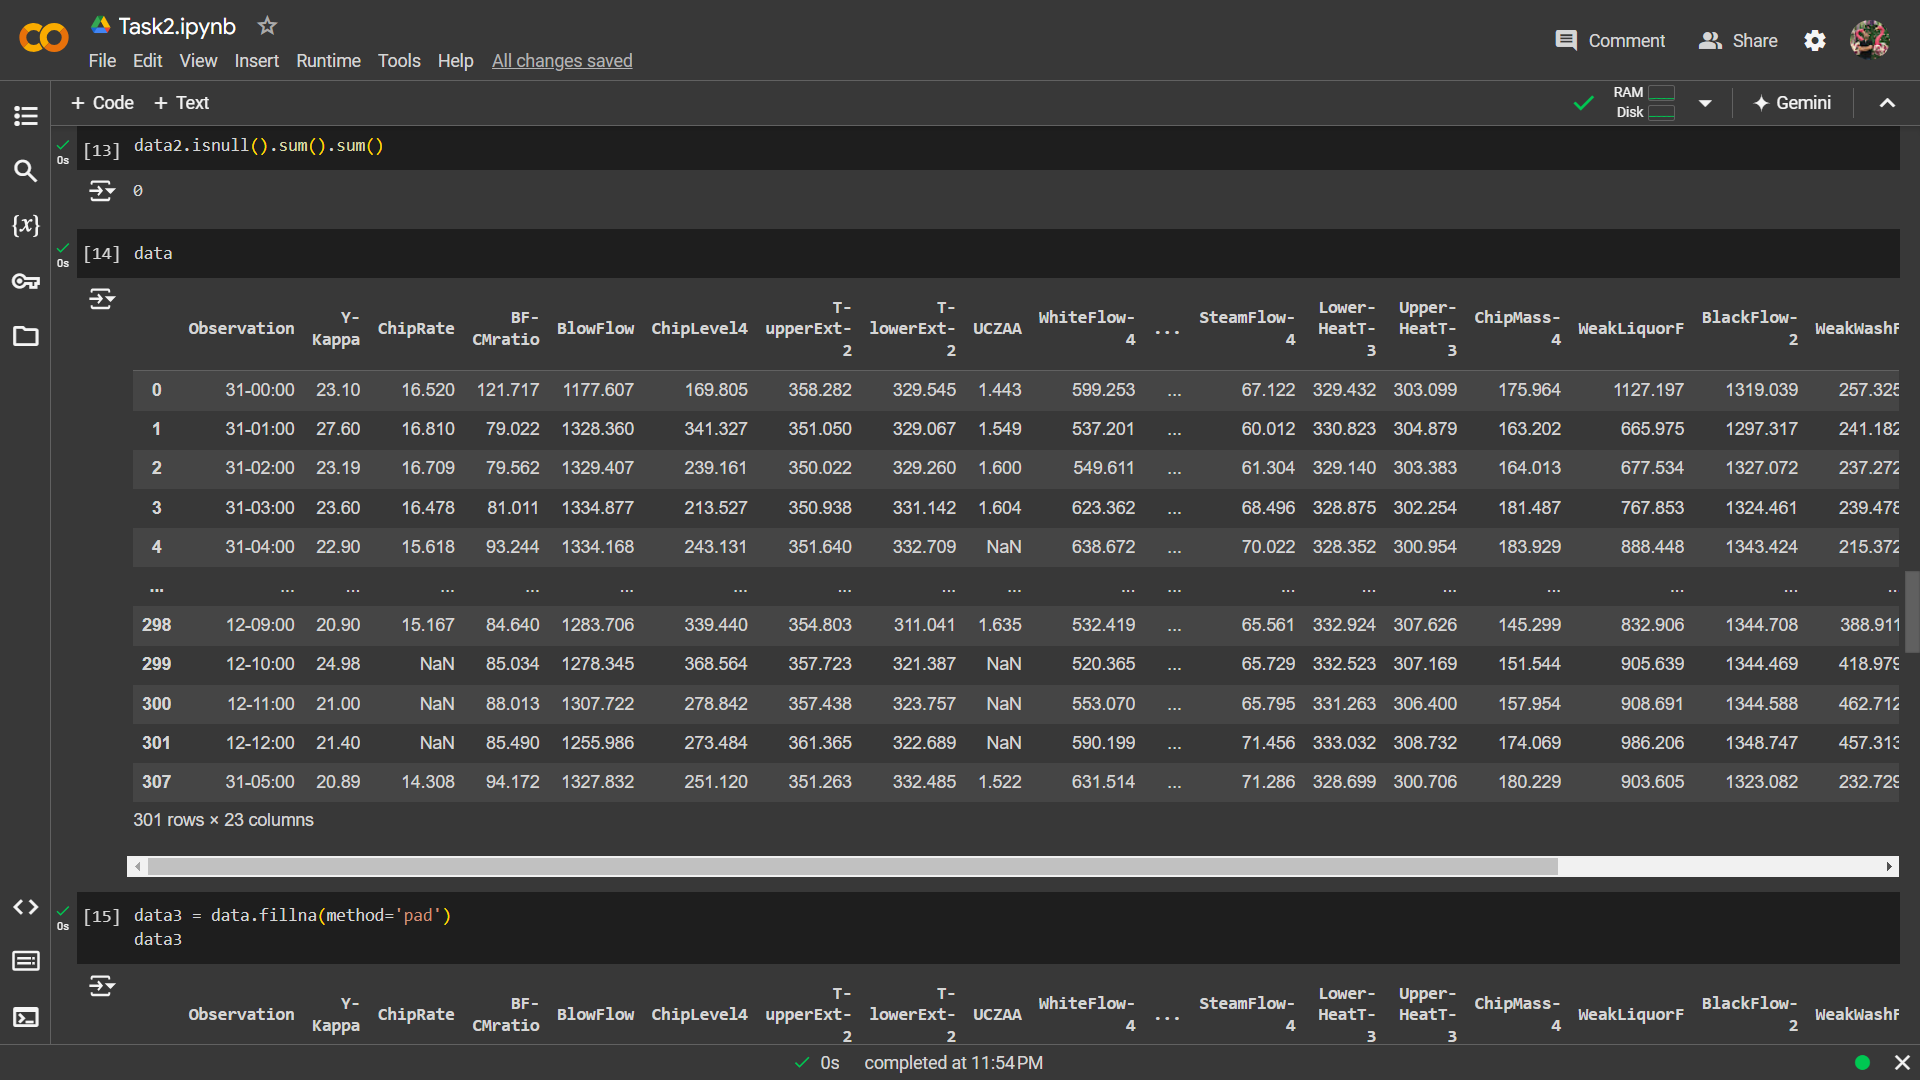 Task2.ipynb
File Edit View Insert Runtime Tools Help All changes saved
Comment Share
+ Code + Text
RAM
Disk
Gemini
0s [13] data2.isnull().sum().sum()
0
0s [14] data
Observation Y-Kappa ChipRate BF-CMratio BlowFlow ChipLevel4 T-upperExt-2 T-lowerExt-2 UCZAA WhiteFlow-4 ... SteamFlow-4 Lower-HeatT-3 Upper-HeatT-3 ChipMass-4 WeakLiquorF BlackFlow-2 WeakWashF
0 31-00:00 23.10 16.520 121.717 1177.607 169.805 358.282 329.545 1.443 599.253 ... 67.122 329.432 303.099 175.964 1127.197 1319.039 257.325
1 31-01:00 27.60 16.810 79.022 1328.360 341.327 351.050 329.067 1.549 537.201 ... 60.012 330.823 304.879 163.202 665.975 1297.317 241.182
2 31-02:00 23.19 16.709 79.562 1329.407 239.161 350.022 329.260 1.600 549.611 ... 61.304 329.140 303.383 164.013 677.534 1327.072 237.272
3 31-03:00 23.60 16.478 81.011 1334.877 213.527 350.938 331.142 1.604 623.362 ... 68.496 328.875 302.254 181.487 767.853 1324.461 239.478
4 31-04:00 22.90 15.618 93.244 1334.168 243.131 351.640 332.709 NaN 638.672 ... 70.022 328.352 300.954 183.929 888.448 1343.424 215.372
... ... ... ... ... ... ... ... ... ... ... ... ... ... ... ... ... ... ..
298 12-09:00 20.90 15.167 84.640 1283.706 339.440 354.803 311.041 1.635 532.419 ... 65.561 332.924 307.626 145.299 832.906 1344.708 388.911
299 12-10:00 24.98 NaN 85.034 1278.345 368.564 357.723 321.387 NaN 520.365 ... 65.729 332.523 307.169 151.544 905.639 1344.469 418.979
300 12-11:00 21.00 NaN 88.013 1307.722 278.842 357.438 323.757 NaN 553.070 ... 65.795 331.263 306.400 157.954 908.691 1344.588 462.712
301 12-12:00 21.40 NaN 85.490 1255.986 273.484 361.365 322.689 NaN 590.199 ... 71.456 333.032 308.732 174.069 986.206 1348.747 457.313
307 31-05:00 20.89 14.308 94.172 1327.832 251.120 351.263 332.485 1.522 631.514 ... 71.286 328.699 300.706 180.229 903.605 1323.082 232.729
301 rows × 23 columns
0s [15] data3 = data.fillna(method='pad')
data3
Observation Y-Kappa ChipRate BF-CMratio BlowFlow ChipLevel4 T-upperExt-2 T-lowerExt-2 UCZAA WhiteFlow-4 ... SteamFlow-4 Lower-HeatT-3 Upper-HeatT-3 ChipMass-4 WeakLiquorF BlackFlow-2 WeakWashF
0s completed at 11:54 PM